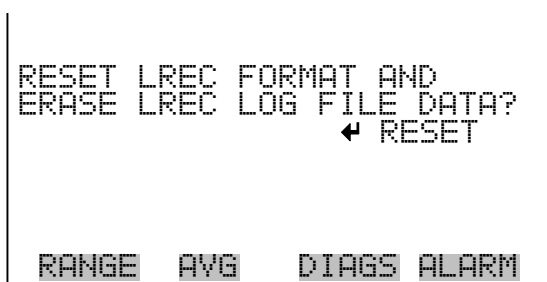 RESET LREC FORMAT AND
ERASE LREC LOG FILE DATA?
↵ RESET
RANGE AVG DIAGS ALARM